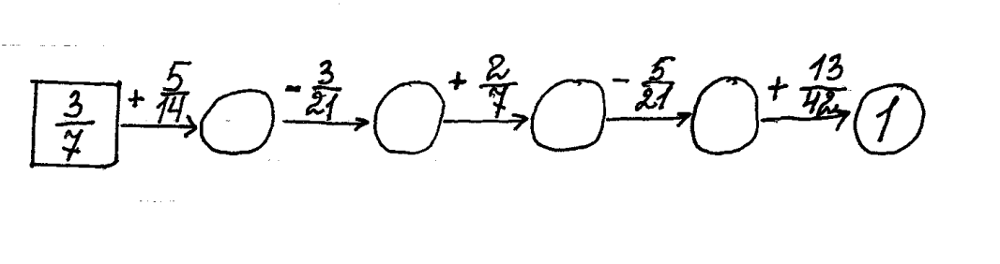 3/7 + 5/14 - 3/21 + 2/7 - 5/21 + 13/42 1